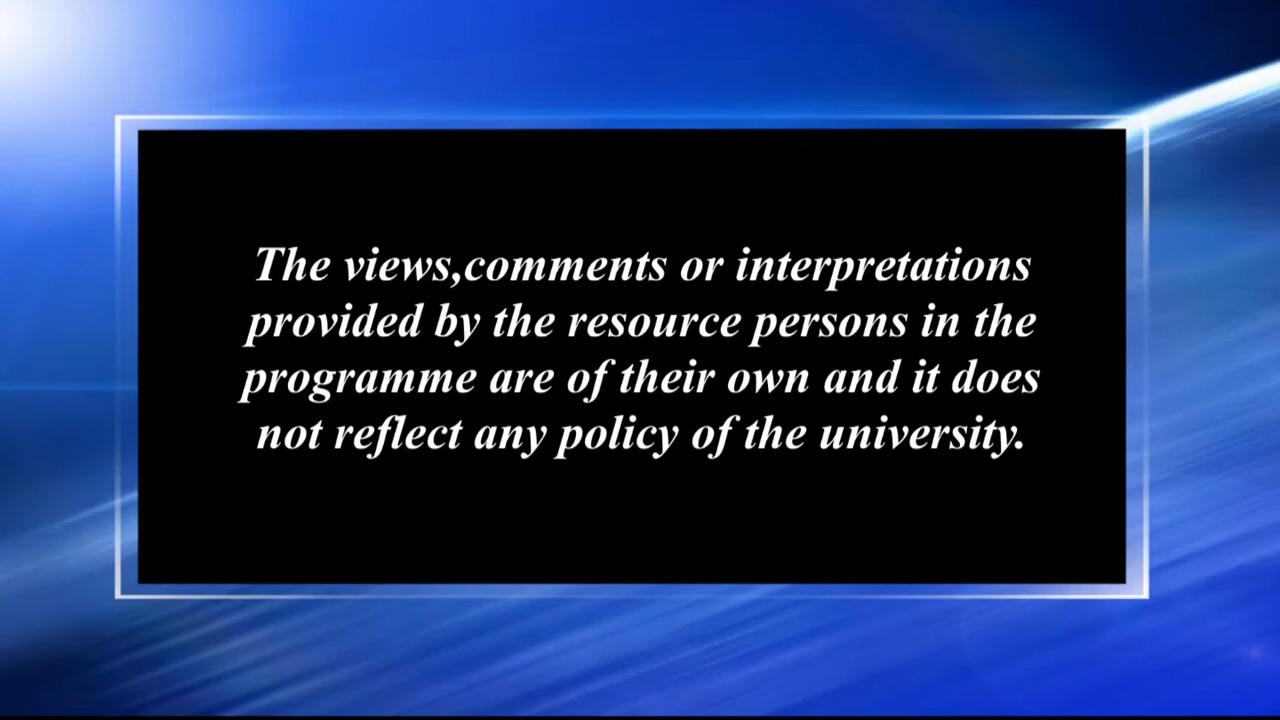 The views,comments or interpretations
provided by the resource persons in the
programme are of their own and it does
not reflect any policy of the university.